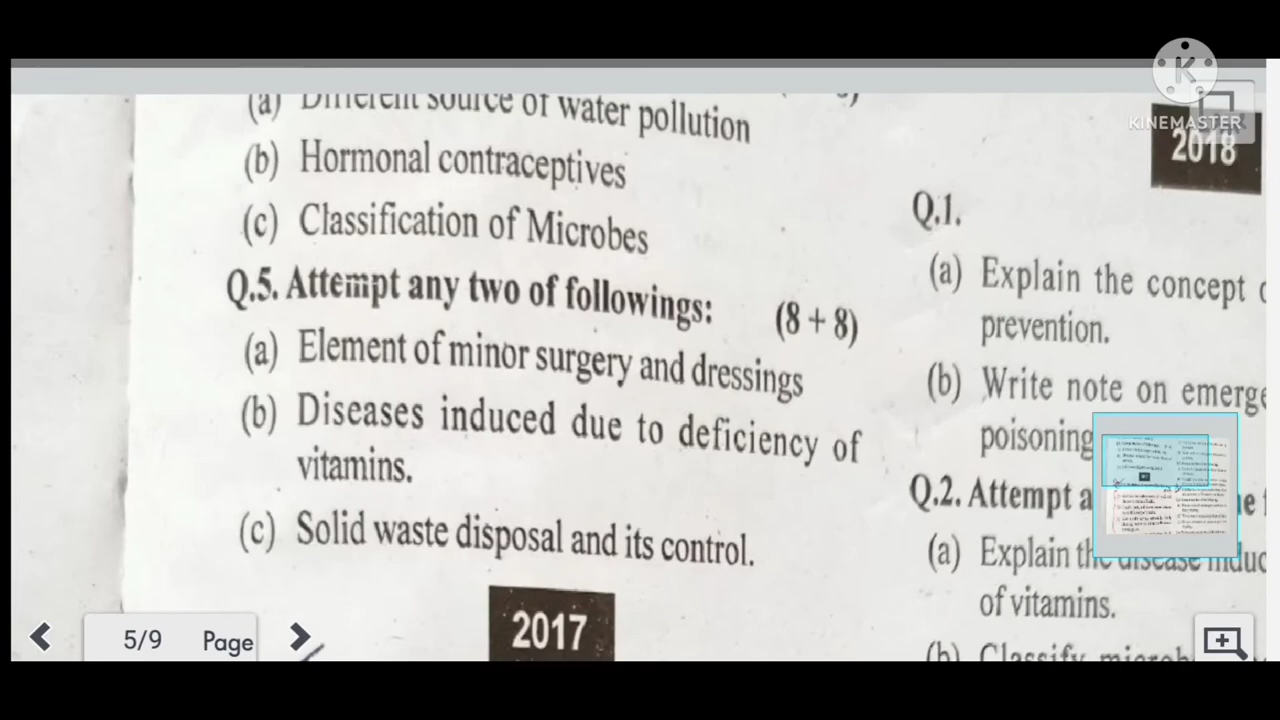 (a) Different source of water pollution
(b) Hormonal contraceptives
(c) Classification of Microbes
Q.5. Attempt any two of followings: (8 + 8)
(a) Element of minor surgery and dressings
(b) Diseases induced due to deficiency of
vitamins.
(c) Solid waste disposal and its control.
2017
2018
Q.1.
(a) Explain the concept
prevention.
(b) Write note on
poisoning
Q.2. Attempt
(a) Explain the disease
of vitamins.
(b) Classify
KINEMASTER
5/9 Page